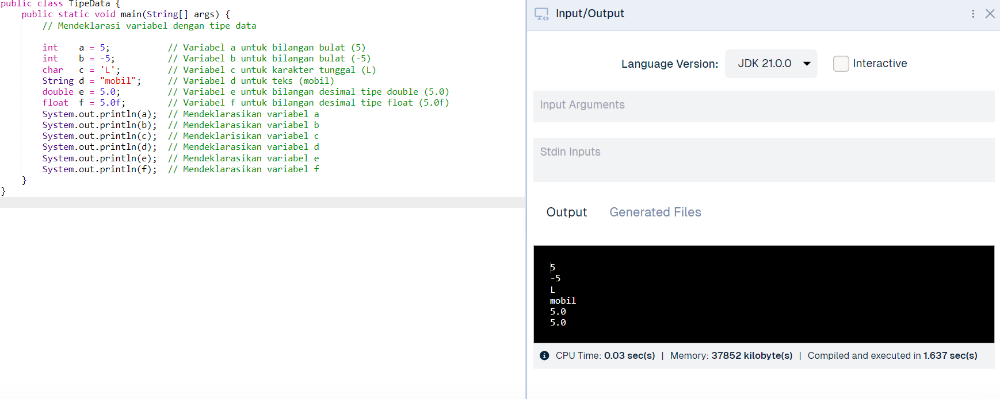 public class TipeData {
    public static void main(String[] args) {
        // Mendeklarasi variabel dengan tipe data
        int    a = 5;           // Variabel a untuk bilangan bulat (5)
        int    b = -5;          // Variabel b untuk bilangan bulat (-5)
        char   c = 'L';         // Variabel c untuk karakter tunggal (L)
        String d = "mobil";     // Variabel d untuk teks (mobil)
        double e = 5.0;         // Variabel e untuk bilangan desimal tipe double (5.0)
        float  f = 5.0f;        // Variabel f untuk bilangan desimal tipe float (5.0f)
        System.out.println(a);  // Mendeklarasikan variabel a
        System.out.println(b);  // Mendeklarasikan variabel b
        System.out.println(c);  // Mendeklarisikan variabel c
        System.out.println(d);  // Mendeklarasikan variabel d
        System.out.println(e);  // Mendeklarasikan variabel e
        System.out.println(f);  // Mendeklarasikan variabel f
    }
}
Input/Output
Language Version: JDK 21.0.0 Interactive
Input Arguments
Stdin Inputs
Output Generated Files
5
-5
L
mobil
5.0
5.0
CPU Time: 0.03 sec(s) | Memory: 37852 kilobyte(s) | Compiled and executed in 1.637 sec(s)